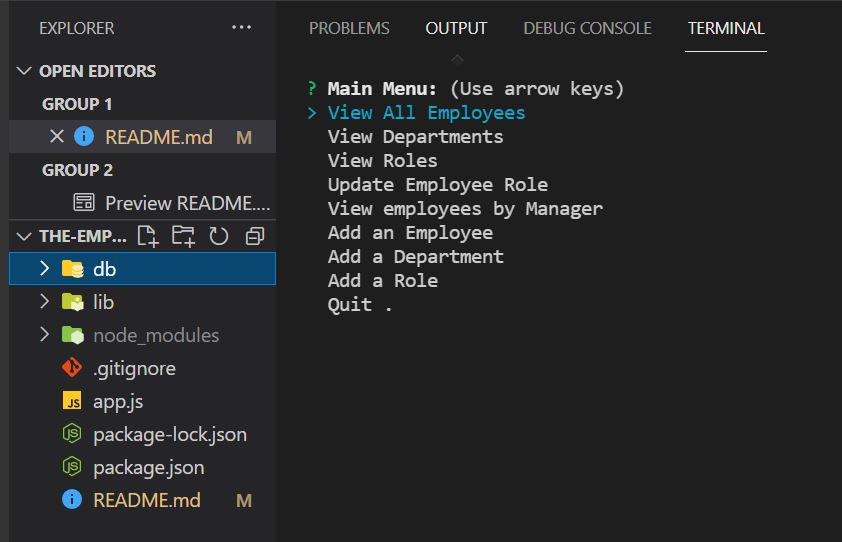 EXPLORER ...
OPEN EDITORS
GROUP 1
README.md M
GROUP 2
Preview README....
THE-EMP...
db
lib
node_modules
.gitignore
JS app.js
package-lock.json
package.json
README.md M
PROBLEMS OUTPUT DEBUG CONSOLE TERMINAL
? Main Menu: (Use arrow keys)
> View All Employees
View Departments
View Roles
Update Employee Role
View employees by Manager
Add an Employee
Add a Department
Add a Role
Quit .